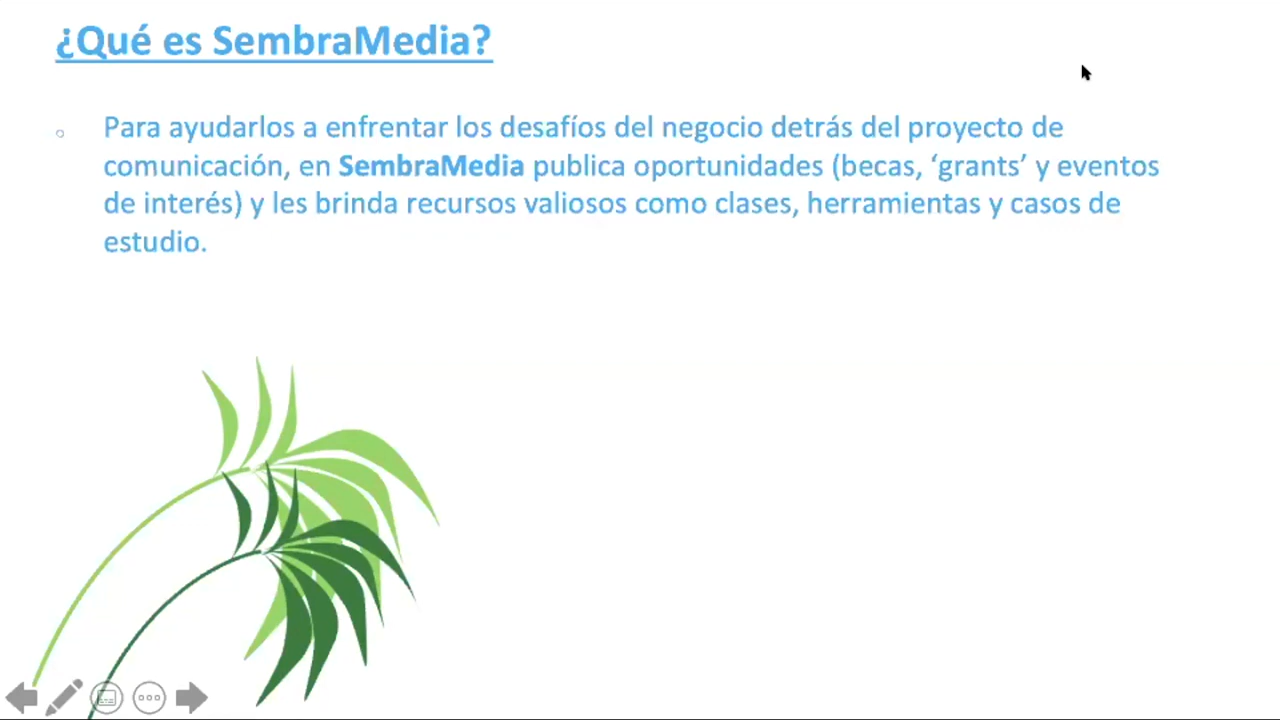 ¿Qué es SembraMedia?
Para ayudarlos a enfrentar los desafíos del negocio detrás del proyecto de
comunicación, en SembraMedia publica oportunidades (becas, ‘grants’ y eventos
de interés) y les brinda recursos valiosos como clases, herramientas y casos de
estudio.